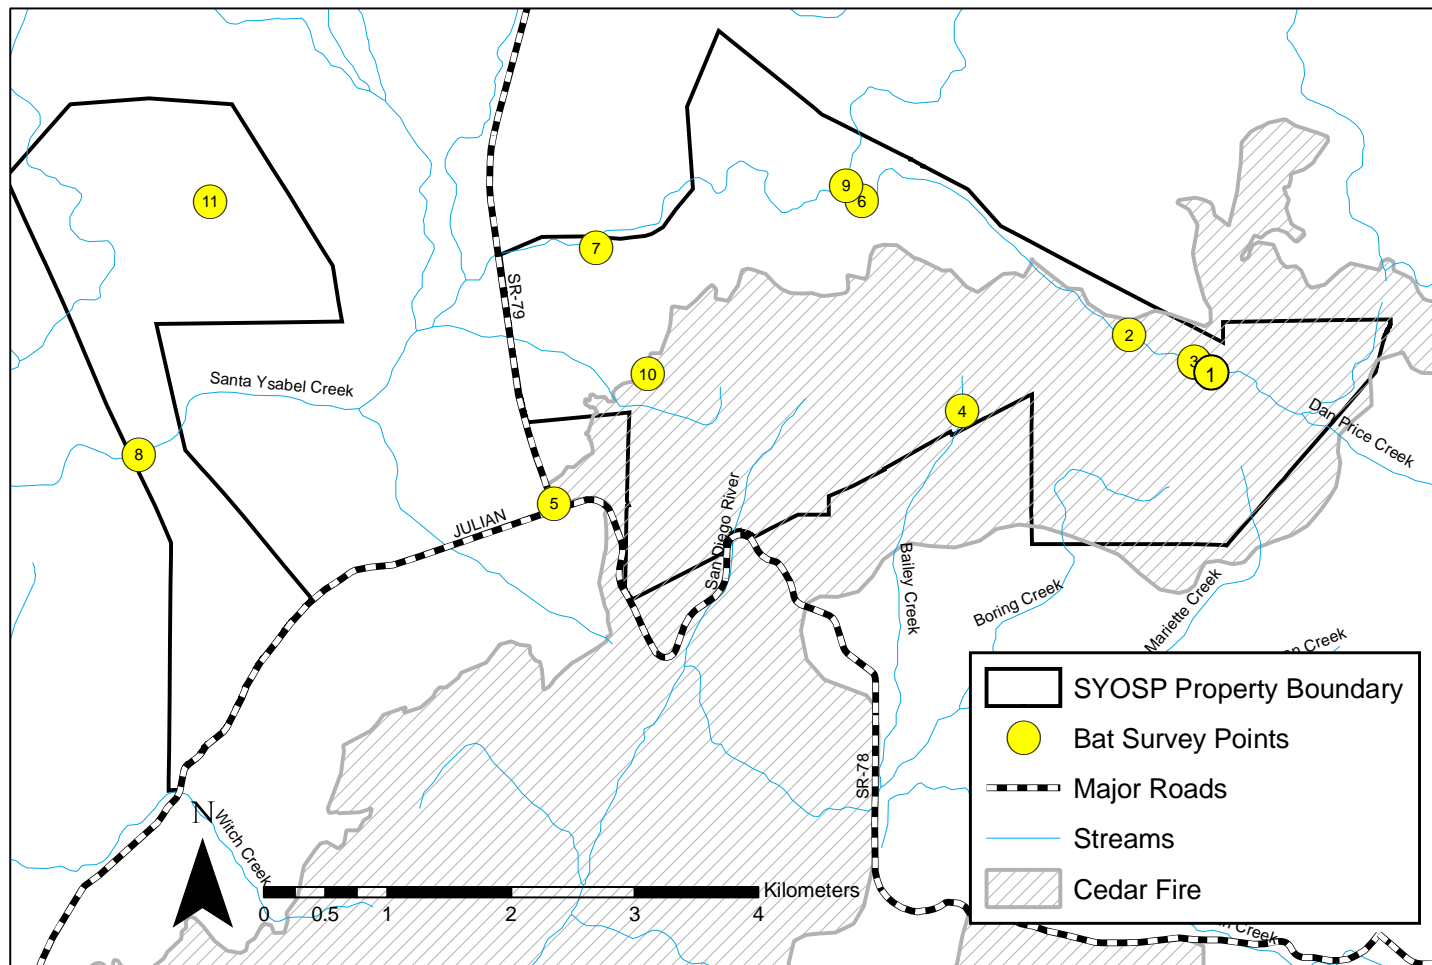 11
9
6
7
SR-79
2
3
1
10
Santa Ysabel Creek
4
Dan Price Creek
8
5
JULIAN
San Diego River
Bailey Creek
Boring Creek
Mariette Creek
Creek
SYOSP Property Boundary
Bat Survey Points
SR-78
Major Roads
N
Witch Creek
Streams
Cedar Fire
Kilometers
0 0.5 1 2 3 4
Creek